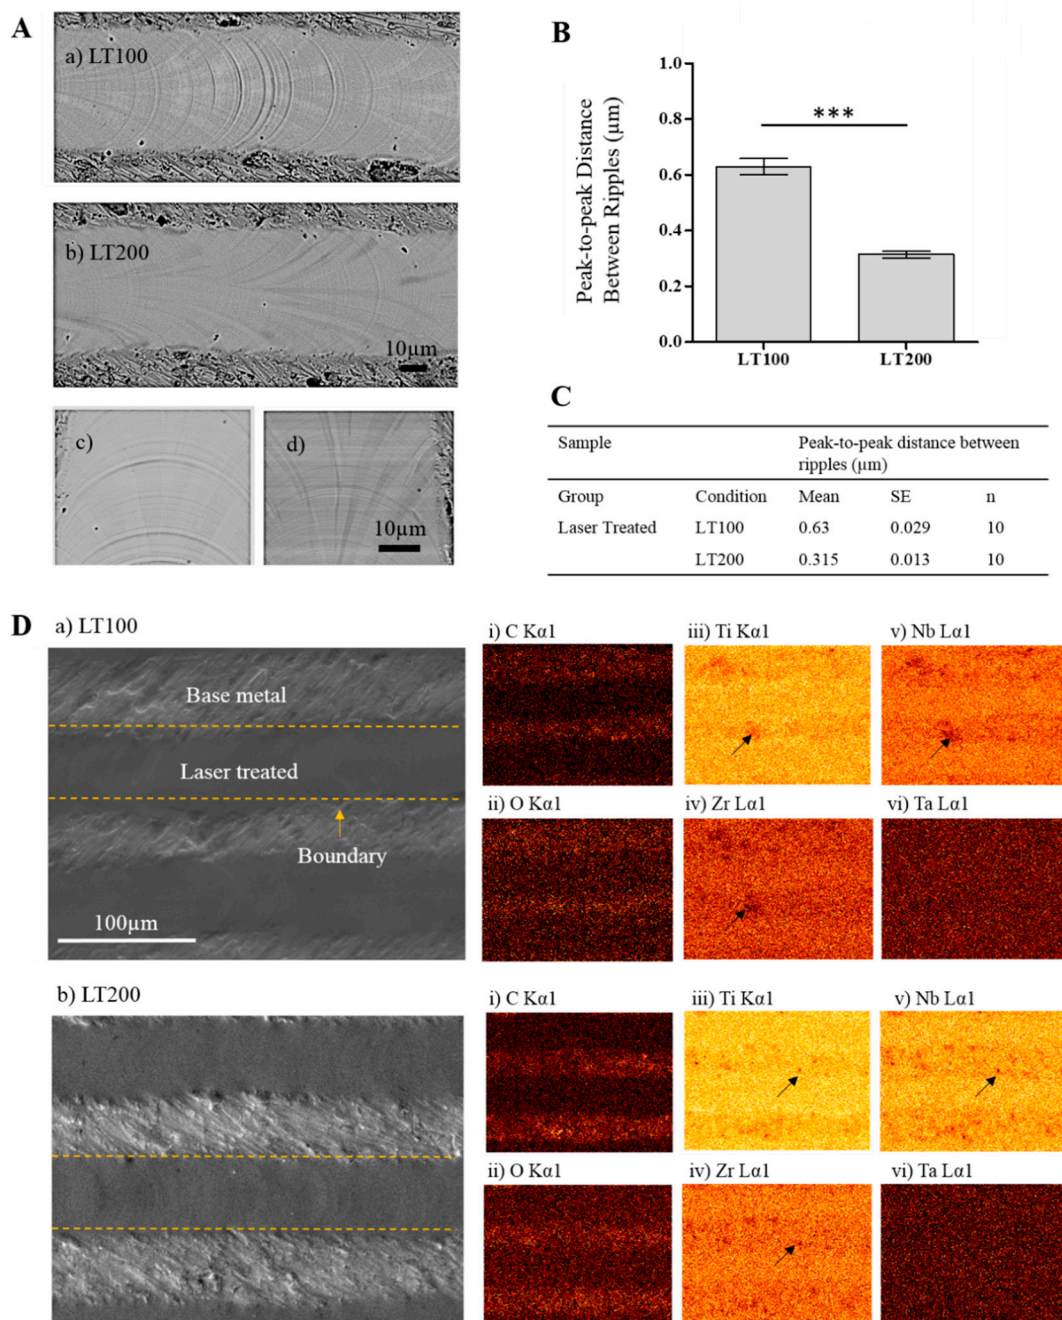 A
a) LT100
b) LT200
10µm
c)
d)
10µm
B
Peak-to-peak Distance
Between Ripples (µm)
1.0
0.8
0.6
0.4
0.2
0.0
***
LT100
LT200
C
Sample
Peak-to-peak distance between
ripples (µm)
Group Condition Mean SE n
Laser Treated LT100 0.63 0.029 10
LT200 0.315 0.013 10
D
a) LT100
Base metal
Laser treated
Boundary
100µm
i) C Kα1
iii) Ti Kα1
v) Nb Lα1
ii) O Kα1
iv) Zr Lα1
vi) Ta Lα1
b) LT200
i) C Kα1
iii) Ti Kα1
v) Nb Lα1
ii) O Kα1
iv) Zr Lα1
vi) Ta Lα1